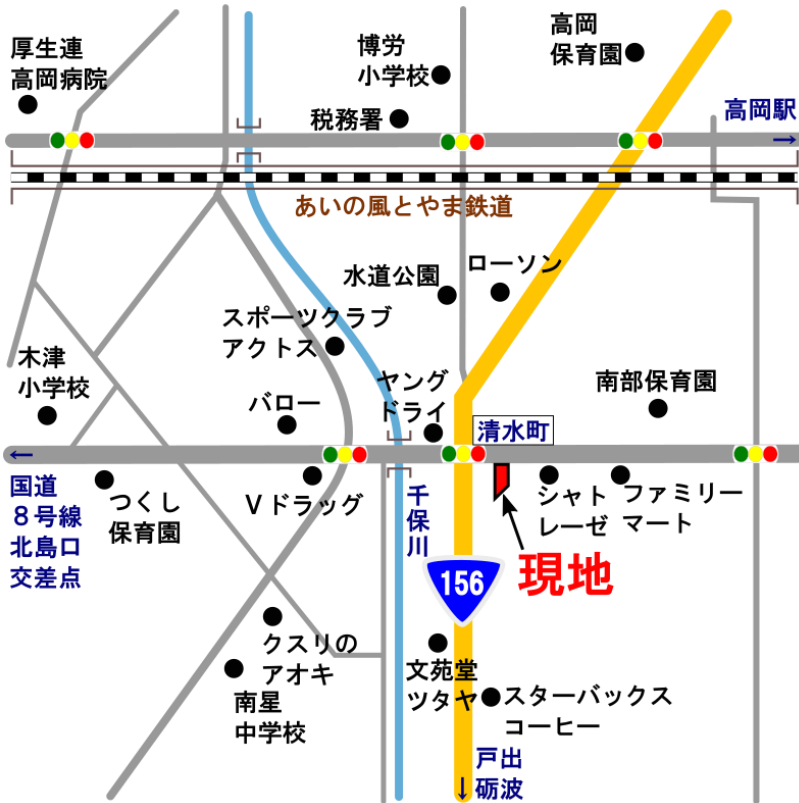 厚生連
高岡病院
博労
小学校
高岡
保育園
税務署
高岡駅
→
あいの風とやま鉄道
水道公園
ローソン
スポーツクラブ
アクトス
木津
小学校
バロー
ヤング
ドライ
南部保育園
清水町
←
国道
8号線
北島口
交差点
つくし
保育園
Vドラッグ
千保川
シャト
レーゼ
ファミリー
マート
現地
156
クスリの
アオキ
南星
中学校
文苑堂
ツタヤ
スターバックス
コーヒー
戸出
砺波
↓